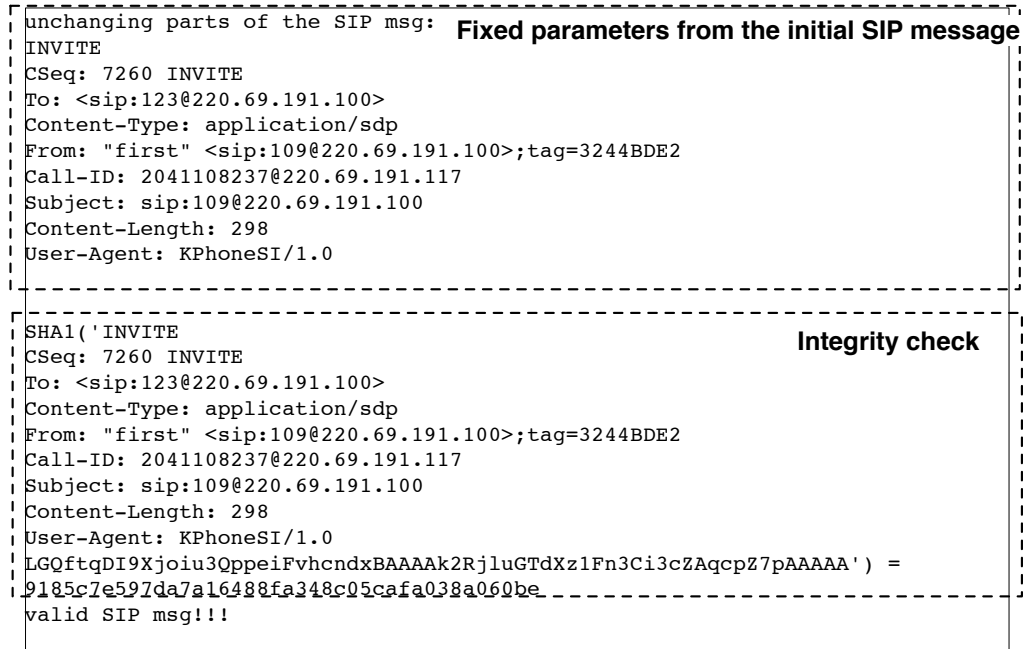 unchanging parts of the SIP msg: Fixed parameters from the initial SIP message
INVITE
CSeq: 7260 INVITE
To: <sip:123@220.69.191.100>
Content-Type: application/sdp
From: "first" <sip:109@220.69.191.100>;tag=3244BDE2
Call-ID: 2041108237@220.69.191.117
Subject: sip:109@220.69.191.100
Content-Length: 298
User-Agent: KPhoneSI/1.0
SHA1('INVITE
Integrity check
CSeq: 7260 INVITE
To: <sip:123@220.69.191.100>
Content-Type: application/sdp
From: "first" <sip:109@220.69.191.100>;tag=3244BDE2
Call-ID: 2041108237@220.69.191.117
Subject: sip:109@220.69.191.100
Content-Length: 298
User-Agent: KPhoneSI/1.0
LGQftqDI9Xjoiu3QppeiFvhcndxBAAAAk2RjluGTdXz1Fn3Ci3cZAqcpZ7pAAAAA') =
9185c7e597da7a16488fa348c05cafa038a060be
valid SIP msg!!!